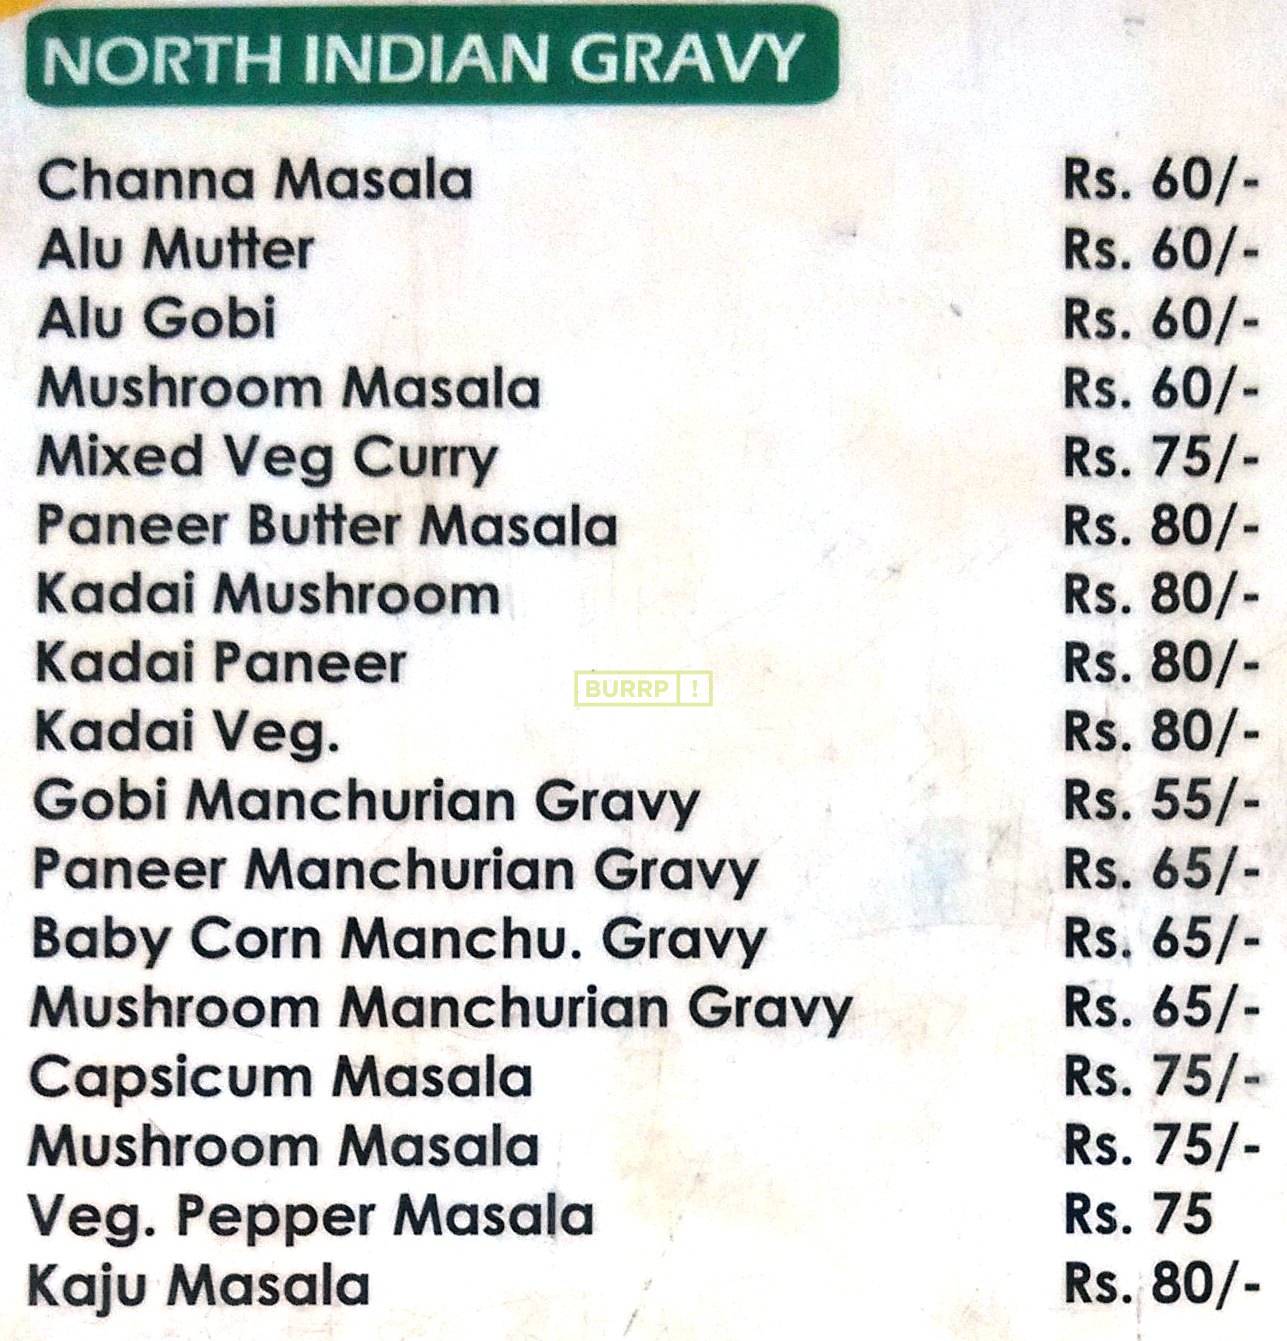 NORTH INDIAN GRAVY
Channa Masala Rs. 60/-
Alu Mutter Rs. 60/-
Alu Gobi Rs. 60/-
Mushroom Masala Rs. 60/-
Mixed Veg Curry Rs. 75/-
Paneer Butter Masala Rs. 80/-
Kadai Mushroom Rs. 80/-
Kadai Paneer Rs. 80/-
BURRP !
Kadai Veg. Rs. 80/-
Gobi Manchurian Gravy Rs. 55/-
Paneer Manchurian Gravy Rs. 65/-
Baby Corn Manchu. Gravy Rs. 65/-
Mushroom Manchurian Gravy Rs. 65/-
Capsicum Masala Rs. 75/-
Mushroom Masala Rs. 75/-
Veg. Pepper Masala Rs. 75
Kaju Masala Rs. 80/-